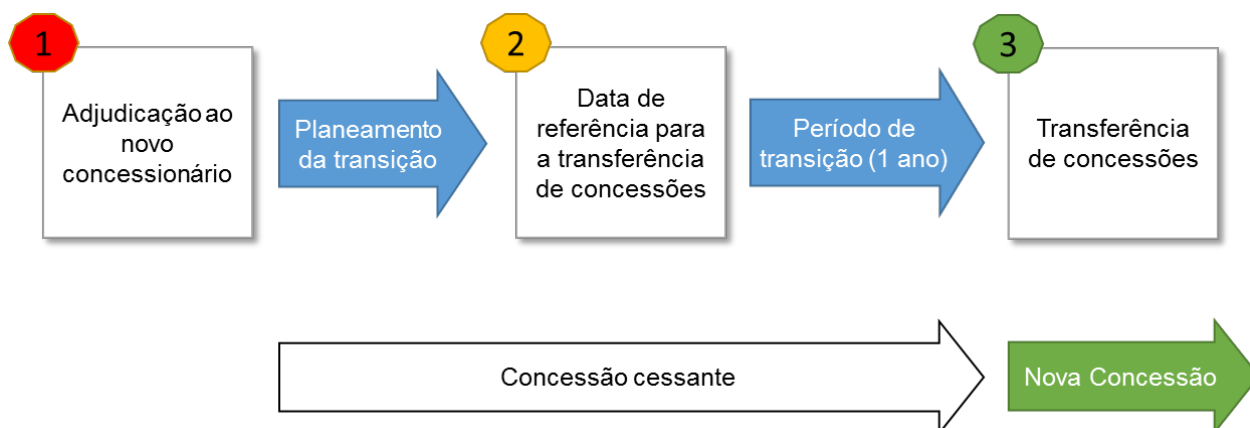 1
Adjudicação ao
novo
concessionário
Planeamento
da transição
2
Data de
referência para
a transferência
de concessões
Período de
transição (1 ano)
3
Transferência
de concessões
Concessão cessante
Nova Concessão